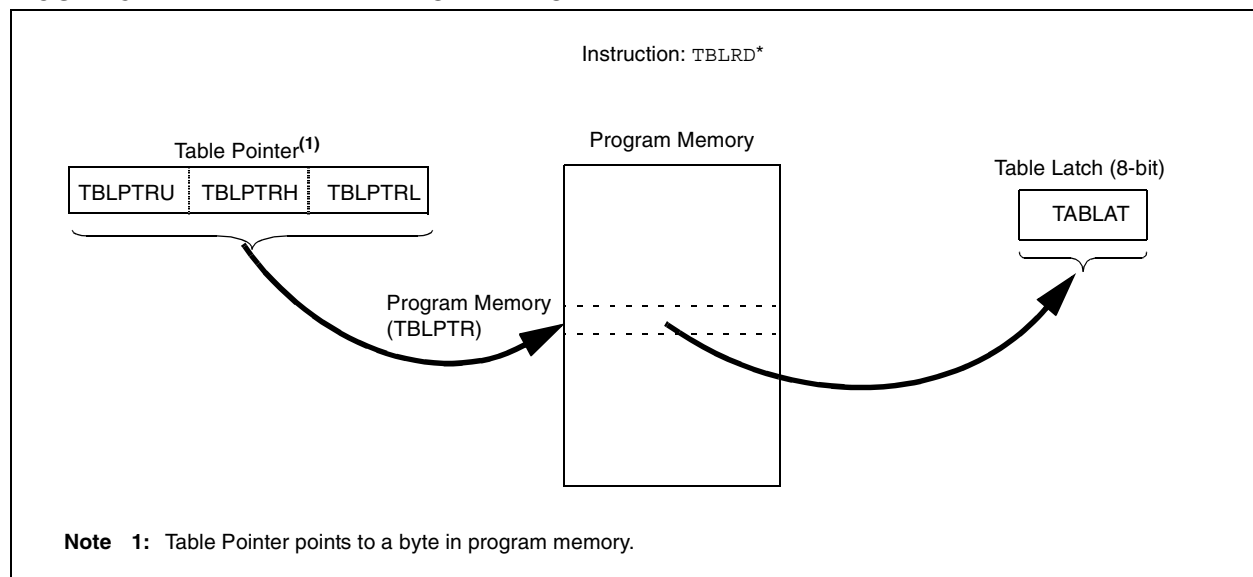 Instruction: TBLRD*
Table Pointer(1)
Program Memory
Table Latch (8-bit)
TBLPTRU TBLPTRH TBLPTRL
TABLAT
Program Memory
(TBLPTR)
Note 1: Table Pointer points to a byte in program memory.